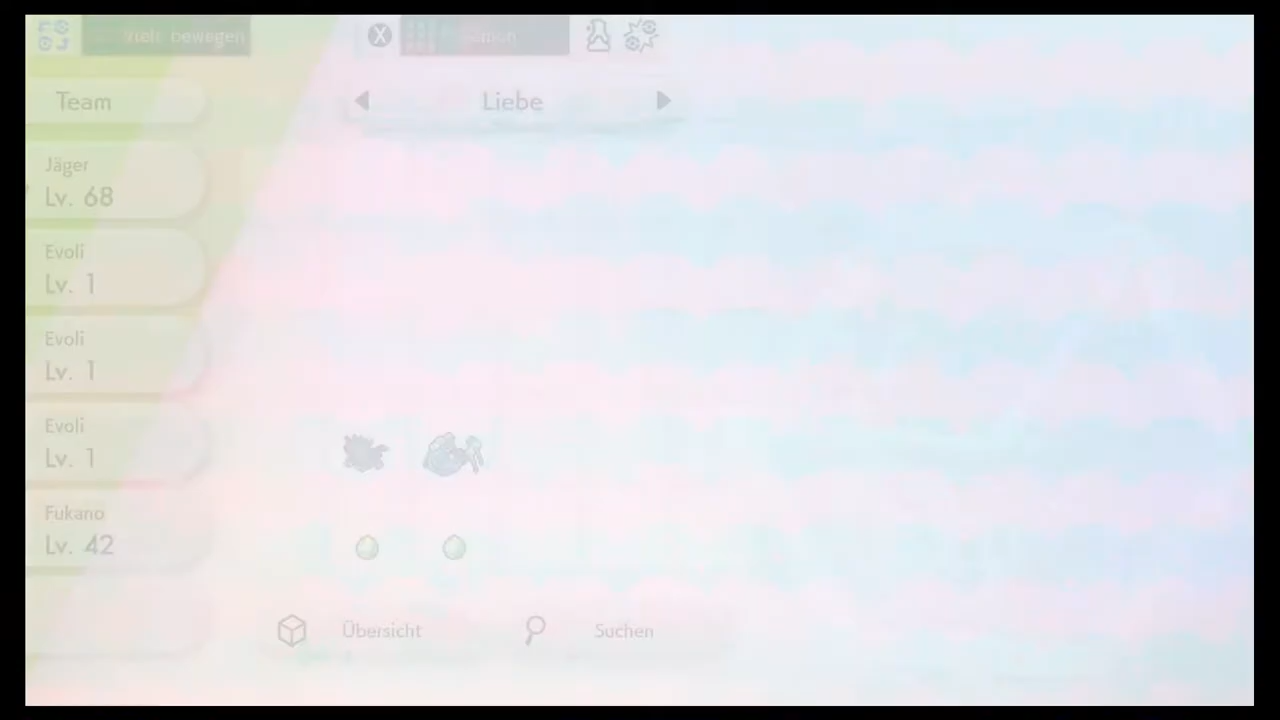 bewegen
X
Team
Liebe
Jäger
Lv. 68
Evoli
Lv. 1
Evoli
Lv. 1
Evoli
Lv. 1
Fukano
Lv. 42
Übersicht
Suchen